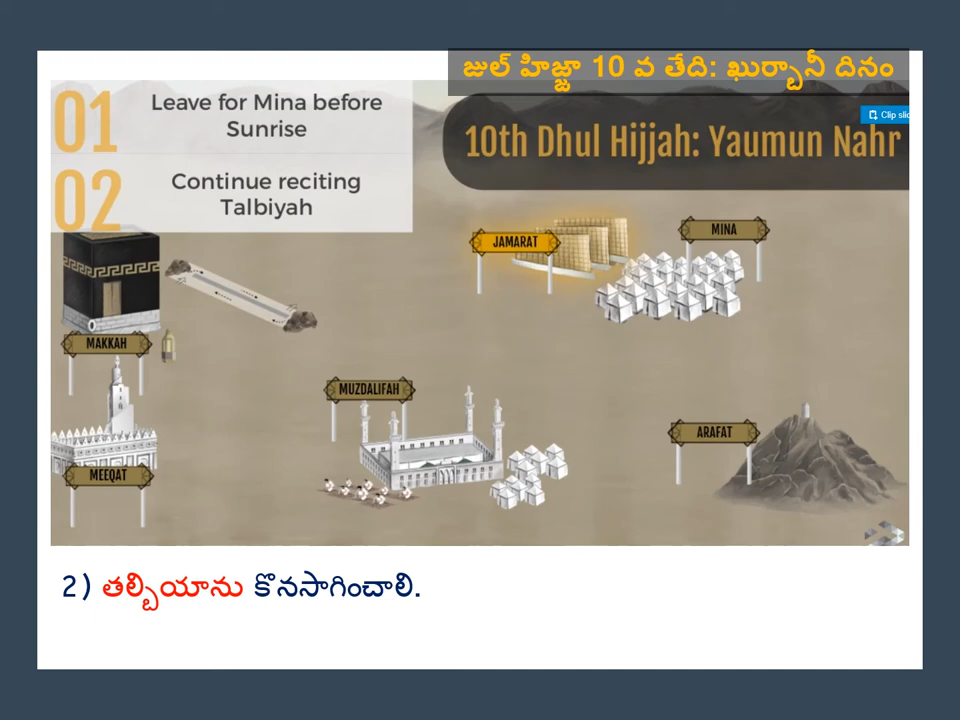 జుల్ హిజ్జా 10 వ తేది: ఖుర్బానీ దినం
Clip slid
10th Dhul Hijjah: Yaumun Nahr
01
Leave for Mina before
Sunrise
02
Continue reciting
Talbiyah
JAMARAT
MINA
MAKKAH
MUZDALIFAH
ARAFAT
MEEQAT
2) తల్బియాను కొనసాగించాలి.